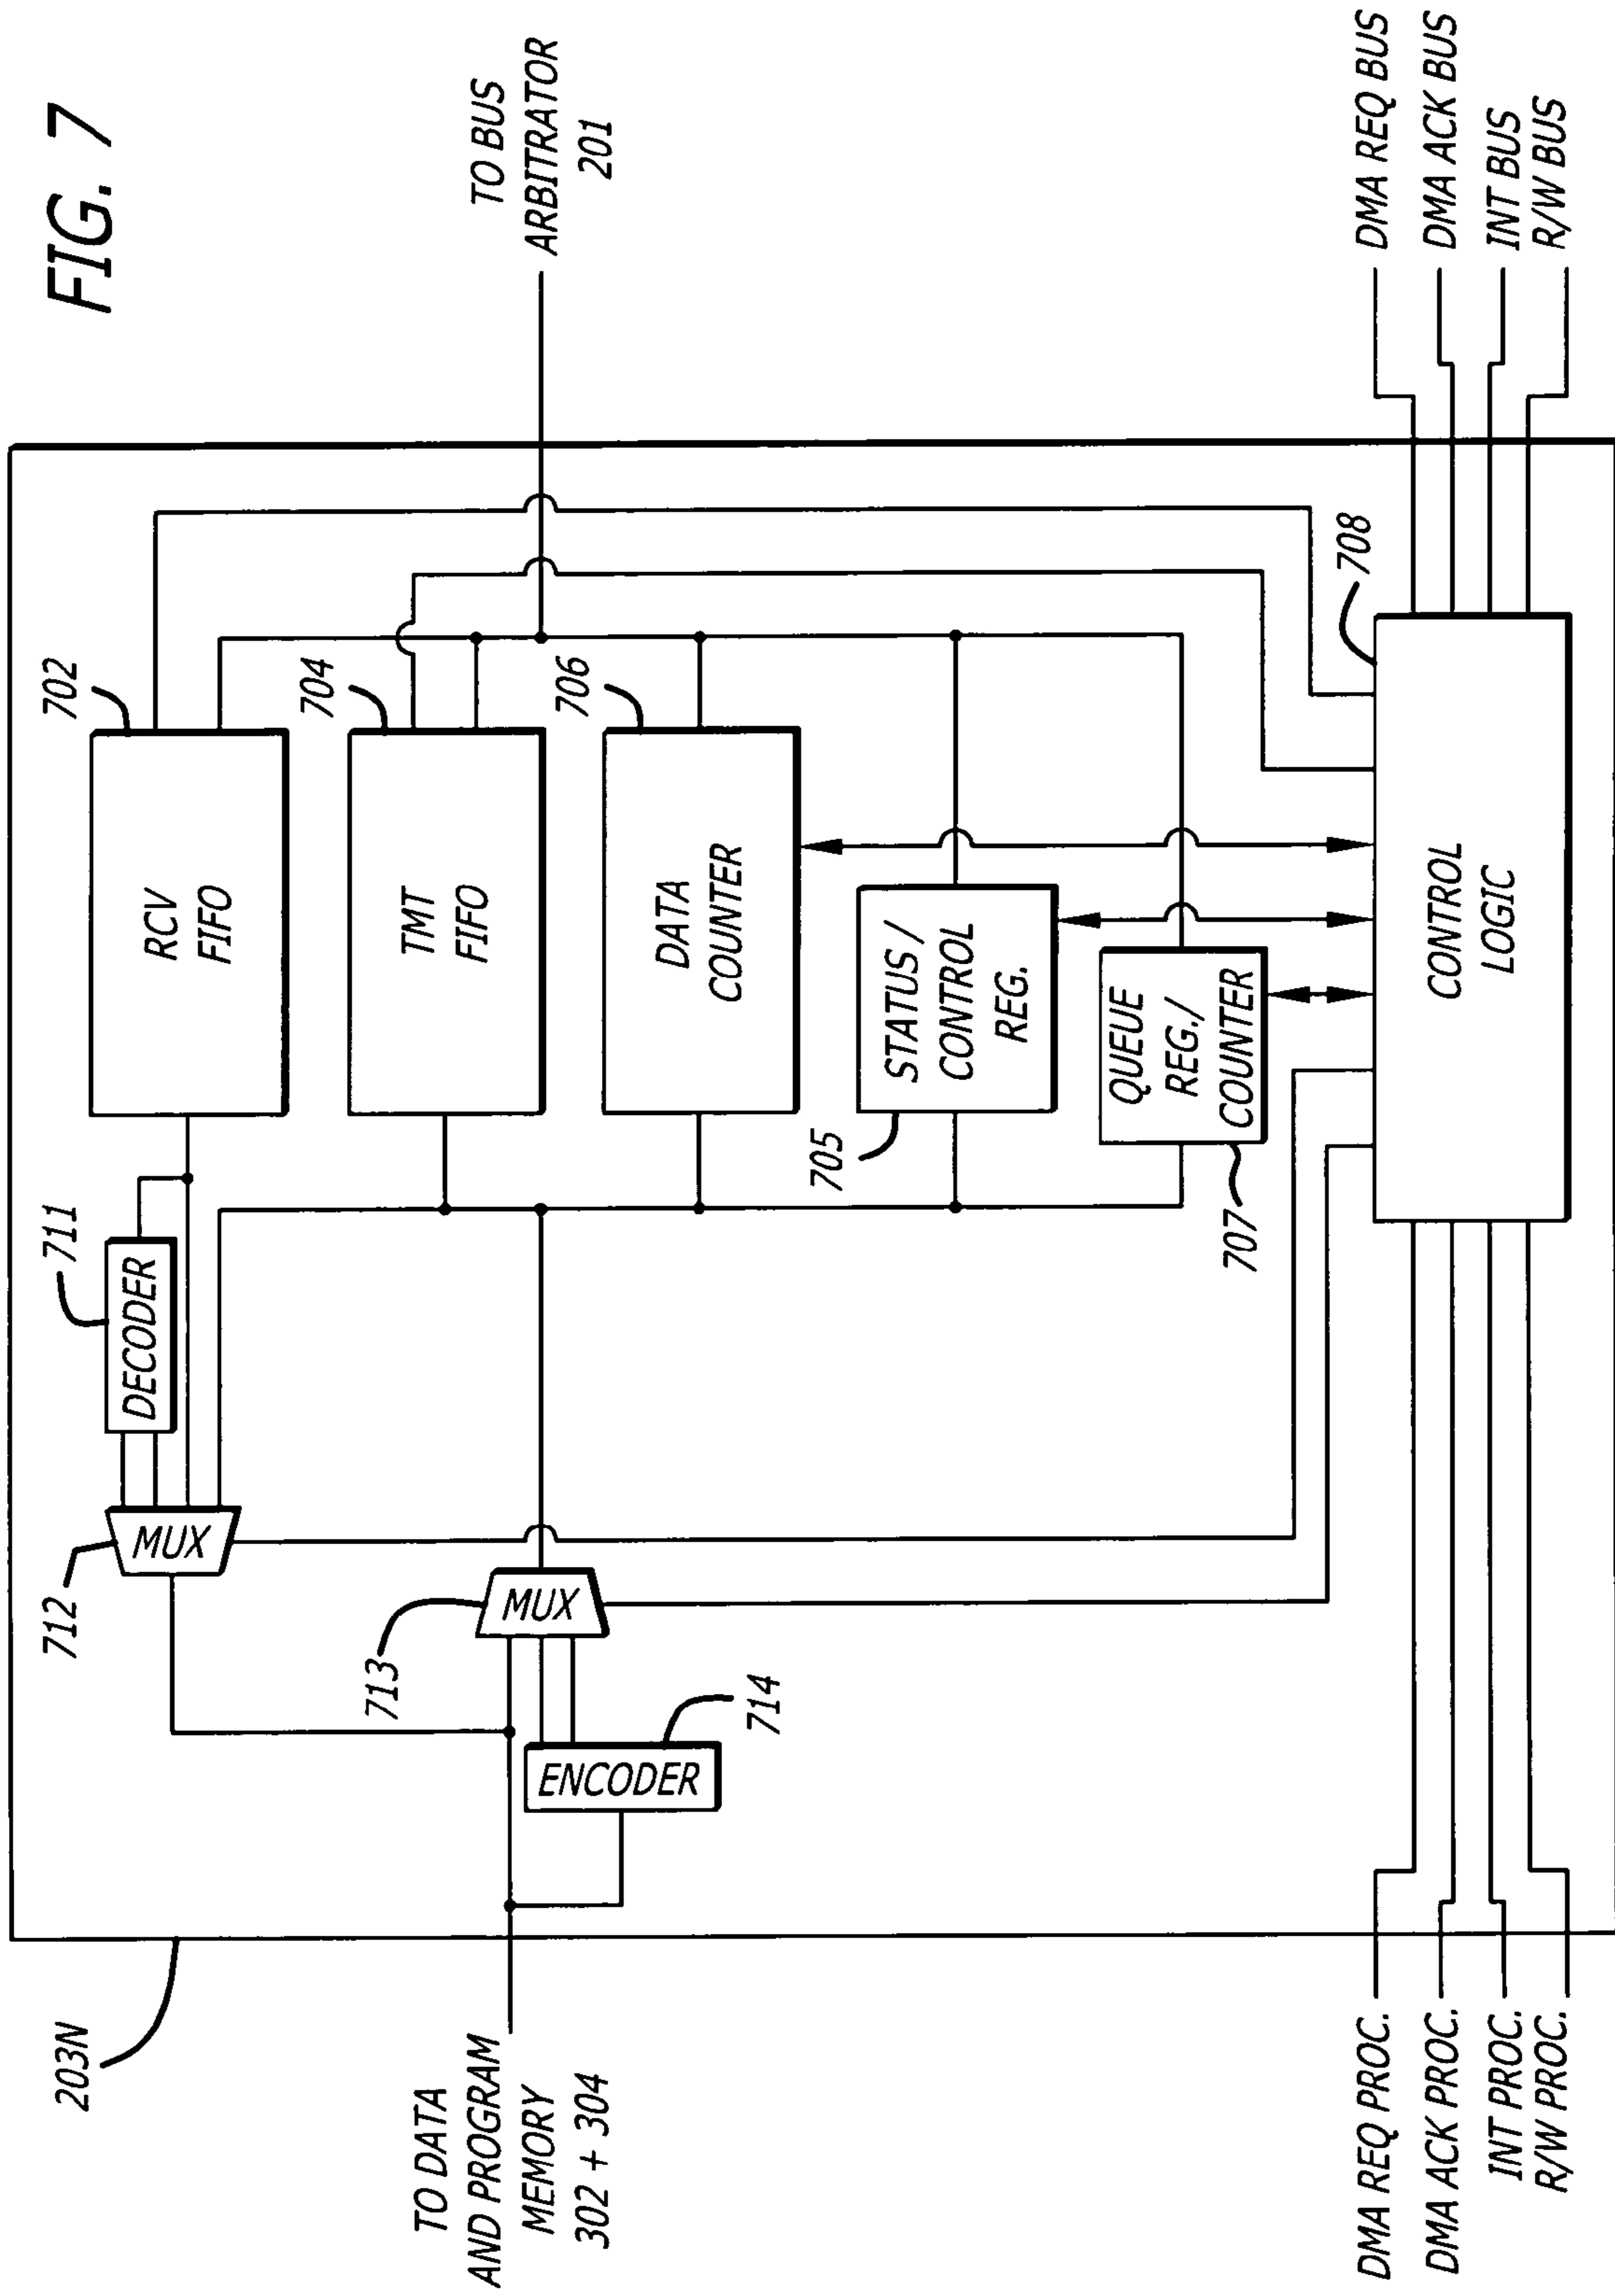 FIG. 7
203N
712
711
702
DECODER
MUX
RCV
FIFO
704
TMT
FIFO
TO BUS
ARBITRATOR
201
713
MUX
714
ENCODER
TO DATA
AND PROGRAM
MEMORY
302 + 304
706
DATA
COUNTER
705
STATUS /
CONTROL
REG.
707
QUEUE
REG./
COUNTER
708
CONTROL
LOGIC
DMA REQ PROC.
DMA ACK PROC.
INT PROC.
R/W PROC.
DMA REQ BUS
DMA ACK BUS
INT BUS
R/W BUS